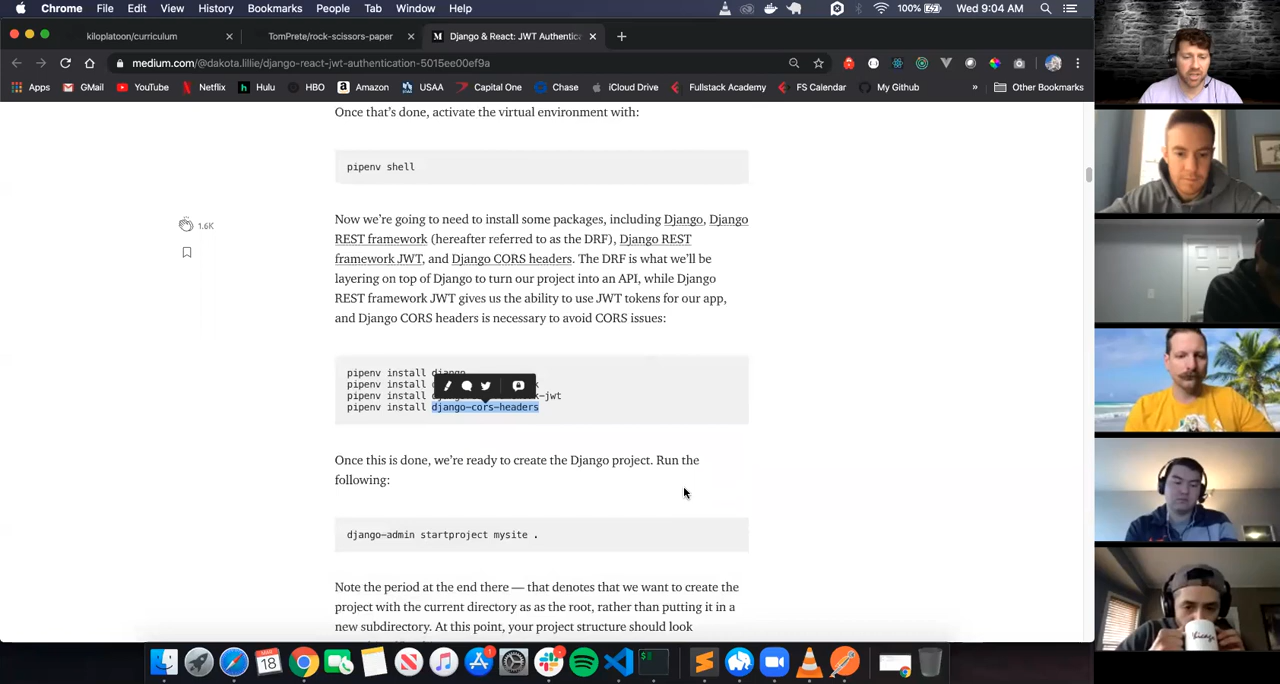 Chrome File Edit View History Bookmarks People Tab Window Help 100% Wed 9:04 AM
kiloplatoon/curriculum TomPrete/rock-scissors-paper Django & React: JWT Authentic
medium.com/@dakota.lillie/django-react-jwt-authentication-5015ee00ef9a
Apps GMail YouTube Netflix Hulu HBO Amazon USAA Capital One Chase iCloud Drive Fullstack Academy FS Calendar My Github » Other Bookmarks
Once that’s done, activate the virtual environment with:
pipenv shell
1.6K
Now we’re going to need to install some packages, including Django, Django
REST framework (hereafter referred to as the DRF), Django REST
framework JWT, and Django CORS headers. The DRF is what we’ll be
layering on top of Django to turn our project into an API, while Django
REST framework JWT gives us the ability to use JWT tokens for our app,
and Django CORS headers is necessary to avoid CORS issues:
pipenv install django
pipenv install
pipenv install -jwt
pipenv install django-cors-headers
Once this is done, we’re ready to create the Django project. Run the
following:
django-admin startproject mysite .
Note the period at the end there — that denotes that we want to create the
project with the current directory as as the root, rather than putting it in a
new subdirectory. At this point, your project structure should look